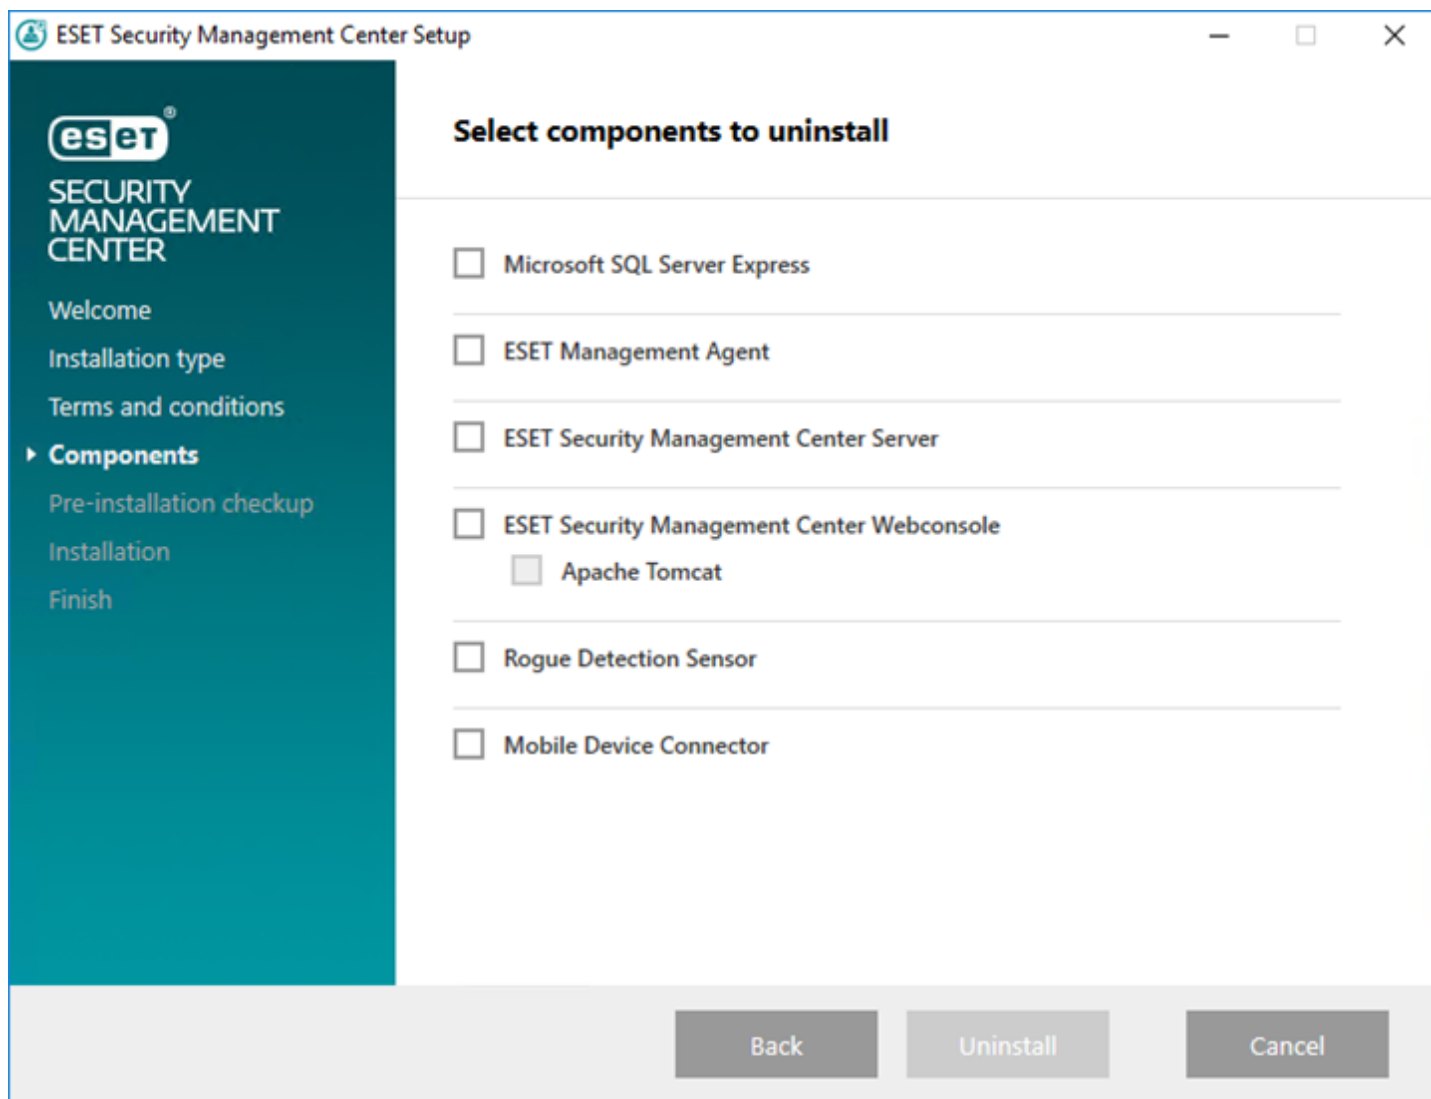 ESET Security Management Center Setup
eseT®
SECURITY
MANAGEMENT
CENTER
Welcome
Installation type
Terms and conditions
Components
Pre-installation checkup
Installation
Finish
Select components to uninstall
Microsoft SQL Server Express
ESET Management Agent
ESET Security Management Center Server
ESET Security Management Center Webconsole
Apache Tomcat
Rogue Detection Sensor
Mobile Device Connector
Back
Uninstall
Cancel